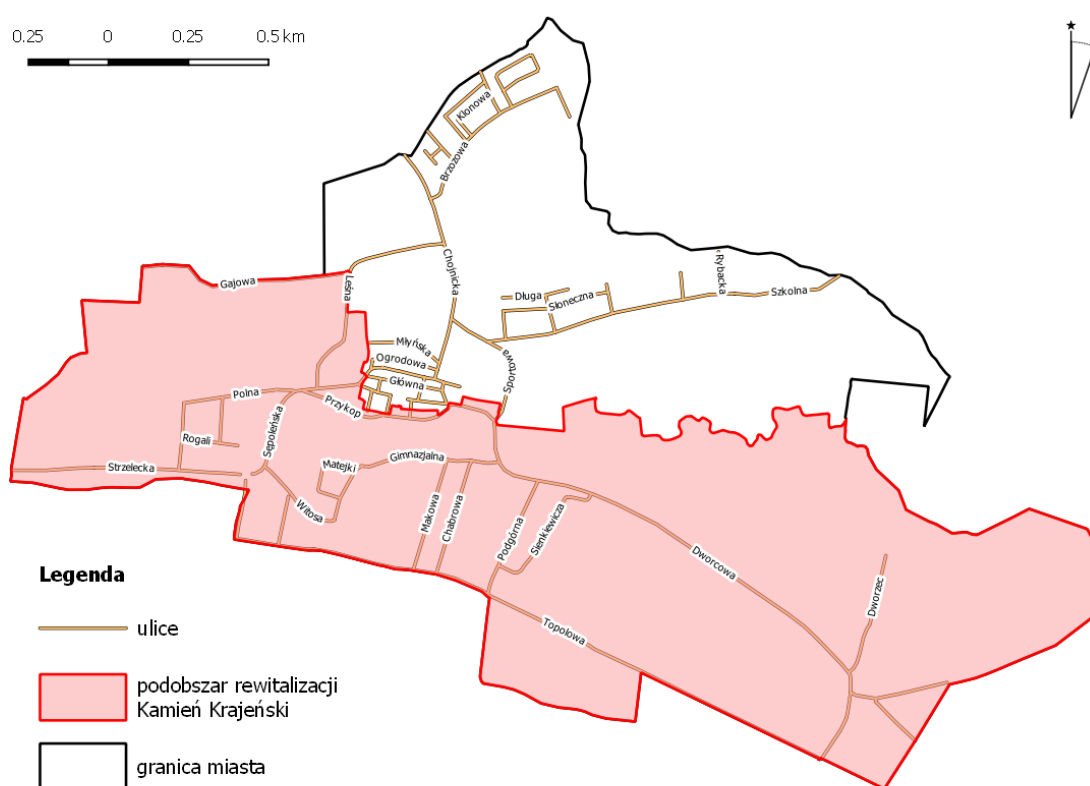 0.25 0 0.25 0.5 km
Klonowa
Brzozowa
Chojnicka
Rybacka
Gajowa
Leśna
Długa
Słoneczna
Szkolna
Młyńska
Ogrodowa
Główna
Sportowa
Polna
Przykop
Sępoleńska
Rogali
Strzelecka
Matejki
Gimnazjalna
Witosa
Makowa
Chabrowa
Podgórna
Sienkiewicza
Dworcowa
Dworzec
Topolowa
Legenda
ulice
podobszar rewitalizacji
Kamień Krajeński
granica miasta